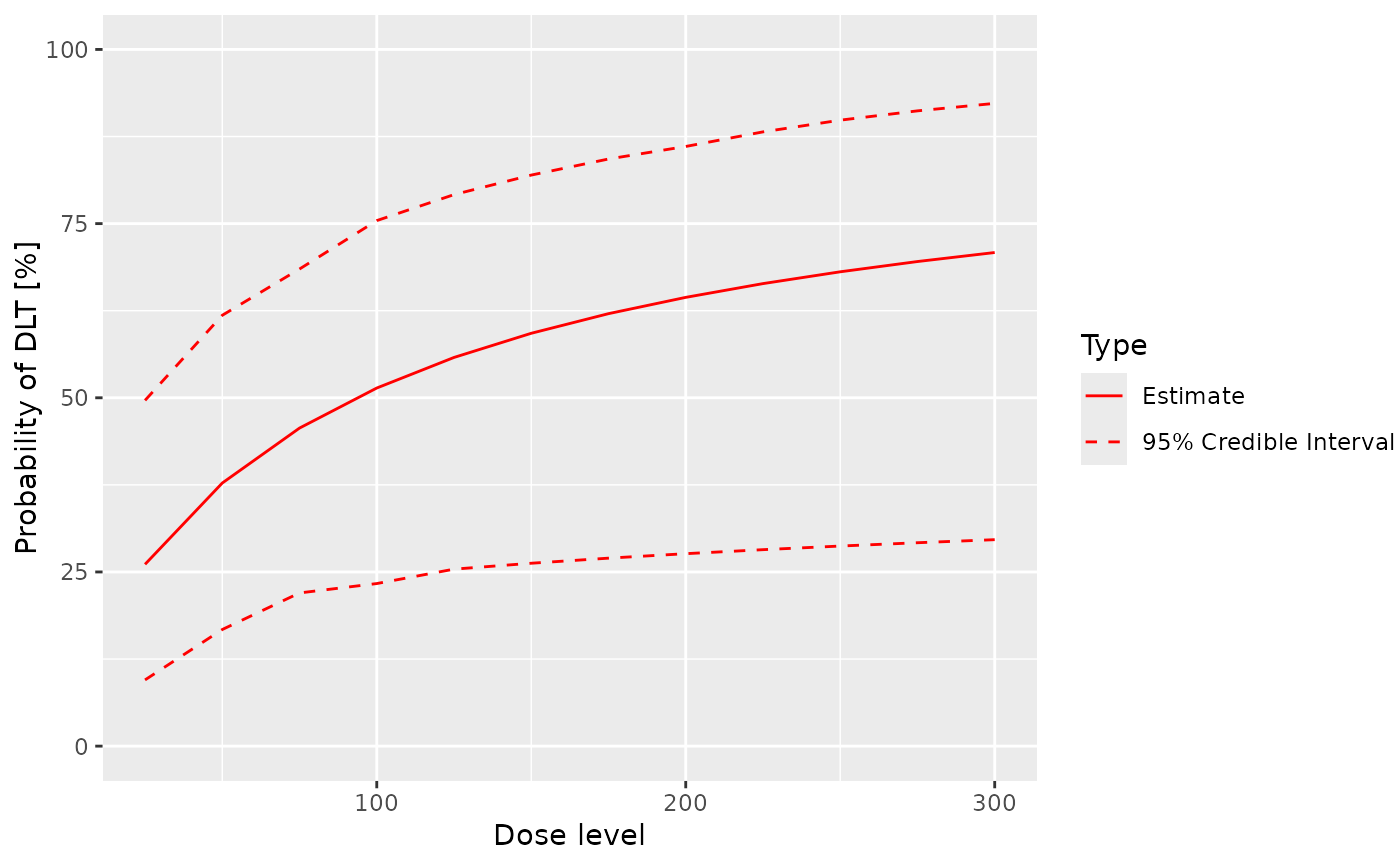 100
75
50
25
0
Probability of DLT [%]
100
200
300
Dose level
Type
Estimate
95% Credible Interval